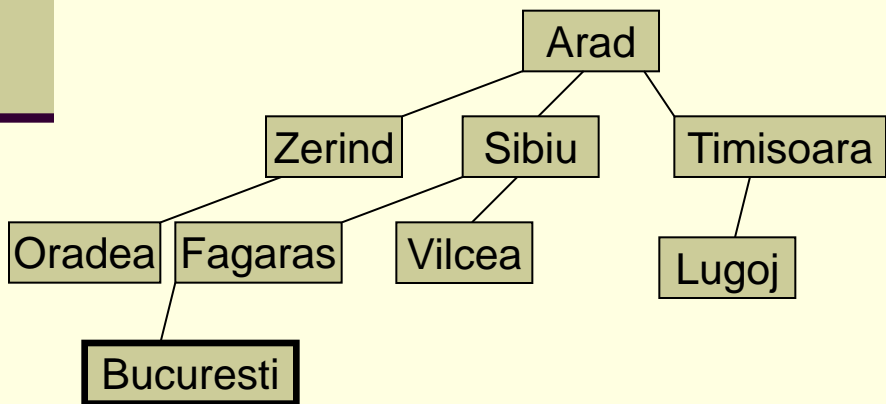 Arad
Zerind Sibiu Timisoara
Oradea Fagaras Vilcea Lugoj
Bucuresti